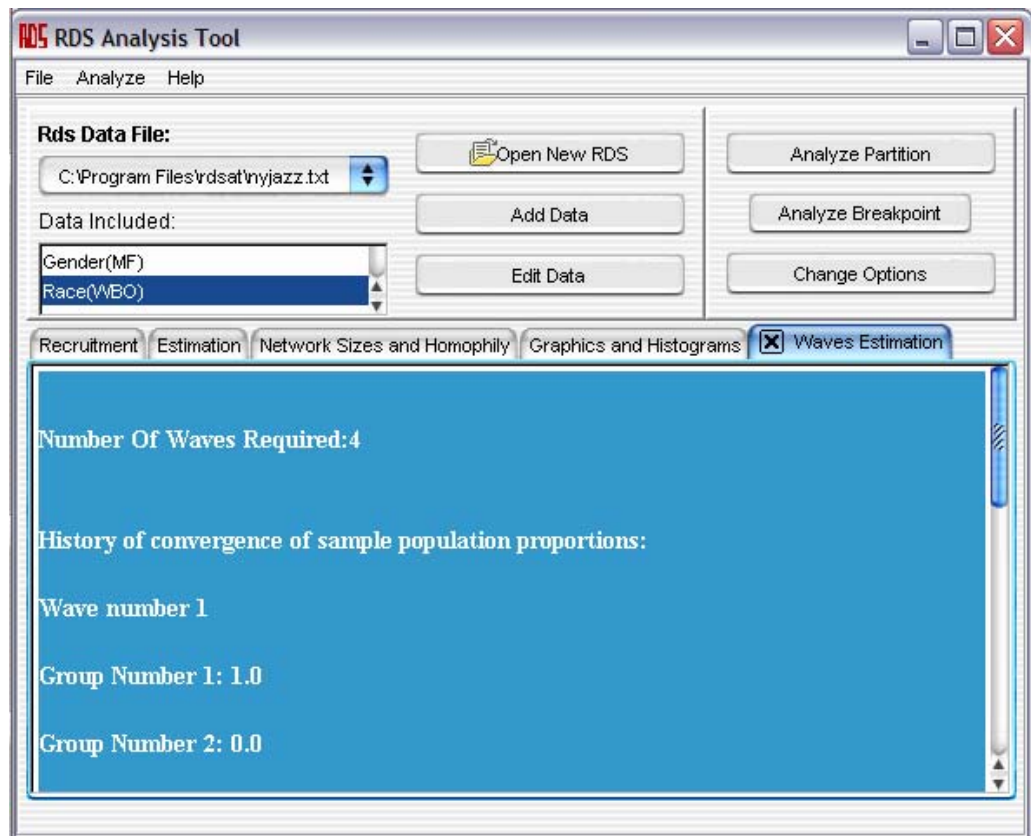 RDS RDS Analysis Tool
File Analyze Help
Rds Data File:
C:\Program Files\rdsat\nyjazz.txt
Data Included:
Gender(MF)
Race(WBO)
Open New RDS
Add Data
Edit Data
Analyze Partition
Analyze Breakpoint
Change Options
Recruitment Estimation Network Sizes and Homophily Graphics and Histograms Waves Estimation
Number Of Waves Required:4
History of convergence of sample population proportions:
Wave number 1
Group Number 1: 1.0
Group Number 2: 0.0